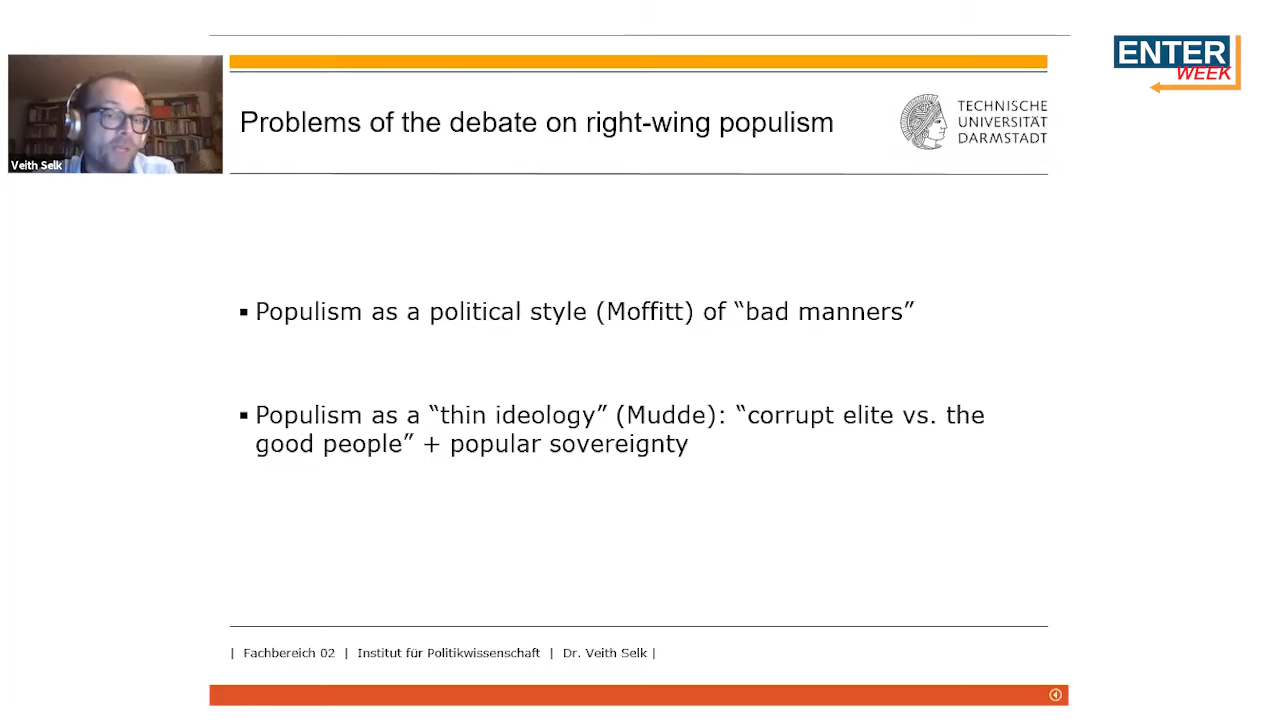 ENTER
WEEK
Veith Selk
Problems of the debate on right-wing populism
TECHNISCHE
UNIVERSITÄT
DARMSTADT
▪ Populism as a political style (Moffitt) of “bad manners”
▪ Populism as a “thin ideology” (Mudde): “corrupt elite vs. the
good people” + popular sovereignty
| Fachbereich 02 | Institut für Politikwissenschaft | Dr. Veith Selk |